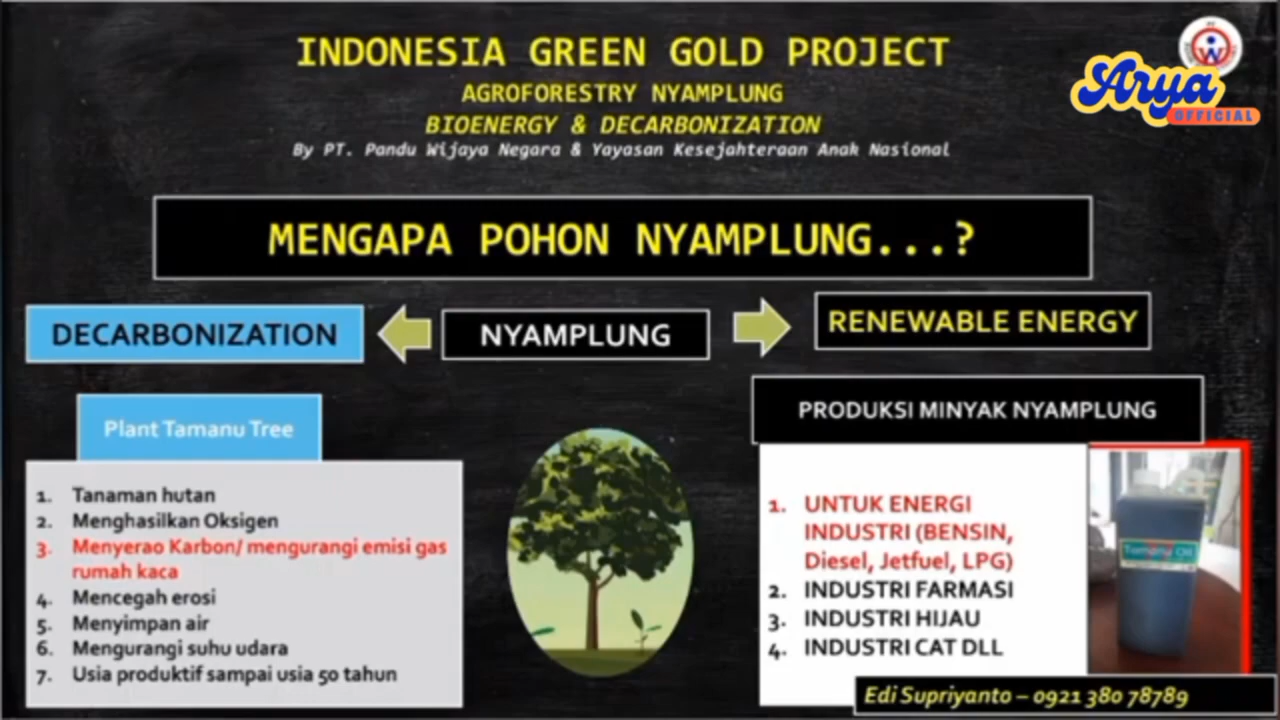 INDONESIA GREEN GOLD PROJECT
AGROFORESTRY NYAMPLUNG
BIOENERGY & DECARBONIZATION
By PT. Pandu Wijaya Negara & Yayasan Kesejahteraan Anak Nasional
Arya
OFFICIAL
MENGAPA POHON NYAMPLUNG...?
DECARBONIZATION
NYAMPLUNG
RENEWABLE ENERGY
Plant Tamanu Tree
1. Tanaman hutan
2. Menghasilkan Oksigen
3. Menyerao Karbon/ mengurangi emisi gas
rumah kaca
4. Mencegah erosi
5. Menyimpan air
6. Mengurangi suhu udara
7. Usia produktif sampai usia 50 tahun
PRODUKSI MINYAK NYAMPLUNG
1. UNTUK ENERGI
INDUSTRI (BENSIN,
Diesel, Jetfuel, LPG)
2. INDUSTRI FARMASI
3. INDUSTRI HIJAU
4. INDUSTRI CAT DLL
Tamanu Oil
Edi Supriyanto – 0921 380 78789